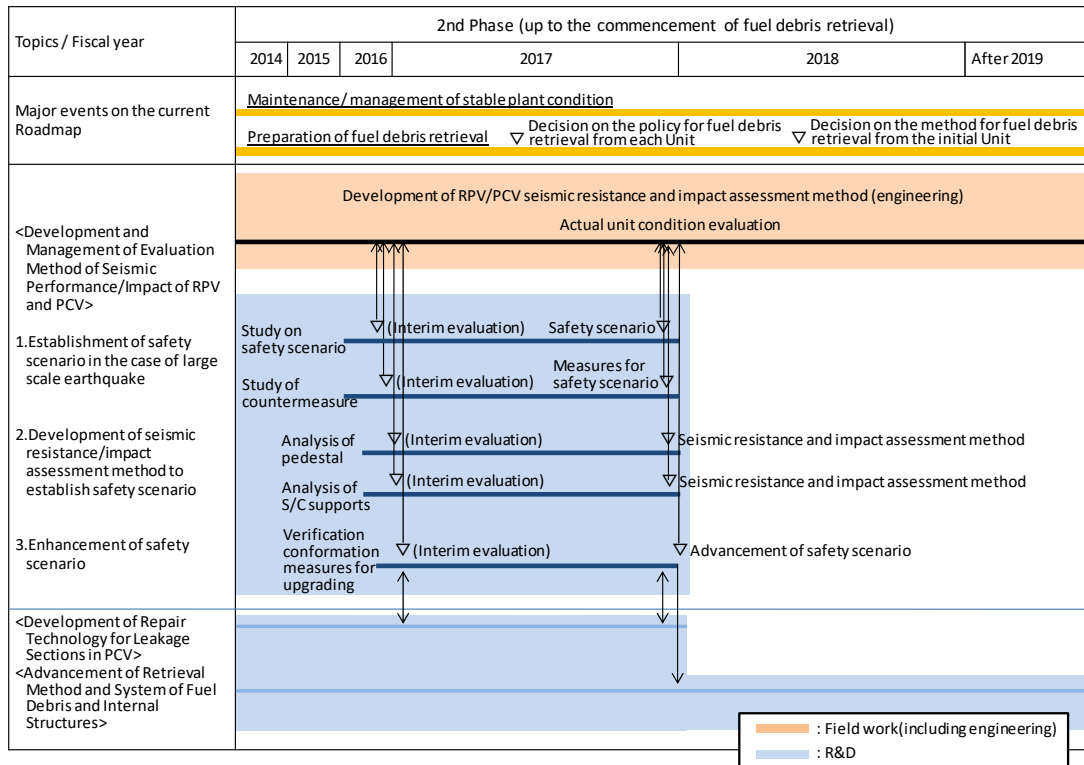 Topics / Fiscal year
2nd Phase (up to the commencement of fuel debris retrieval)
2014
2015
2016
2017
2018
After 2019
Major events on the current
Roadmap
Maintenance/ management of stable plant condition
Preparation of fuel debris retrieval
Decision on the policy for fuel debris
retrieval from each Unit
Decision on the method for fuel debris
retrieval from the initial Unit
<Development and
Management of Evaluation
Method of Seismic
Performance/Impact of RPV
and PCV>
Development of RPV/PCV seismic resistance and impact assessment method (engineering)
Actual unit condition evaluation
1.Establishment of safety
scenario in the case of large
scale earthquake
Study on
safety scenario
(Interim evaluation)
Safety scenario
Study of
countermeasure
(Interim evaluation)
Measures for
safety scenario
2.Development of seismic
resistance/impact
assessment method to
establish safety scenario
Analysis of
pedestal
(Interim evaluation)
Seismic resistance and impact assessment method
Analysis of
S/C supports
(Interim evaluation)
Seismic resistance and impact assessment method
3.Enhancement of safety
scenario
Verification
conformation
measures for
upgrading
(Interim evaluation)
Advancement of safety scenario
<Development of Repair
Technology for Leakage
Sections in PCV>
<Advancement of Retrieval
Method and System of Fuel
Debris and Internal
Structures>
: Field work(including engineering)
: R&D